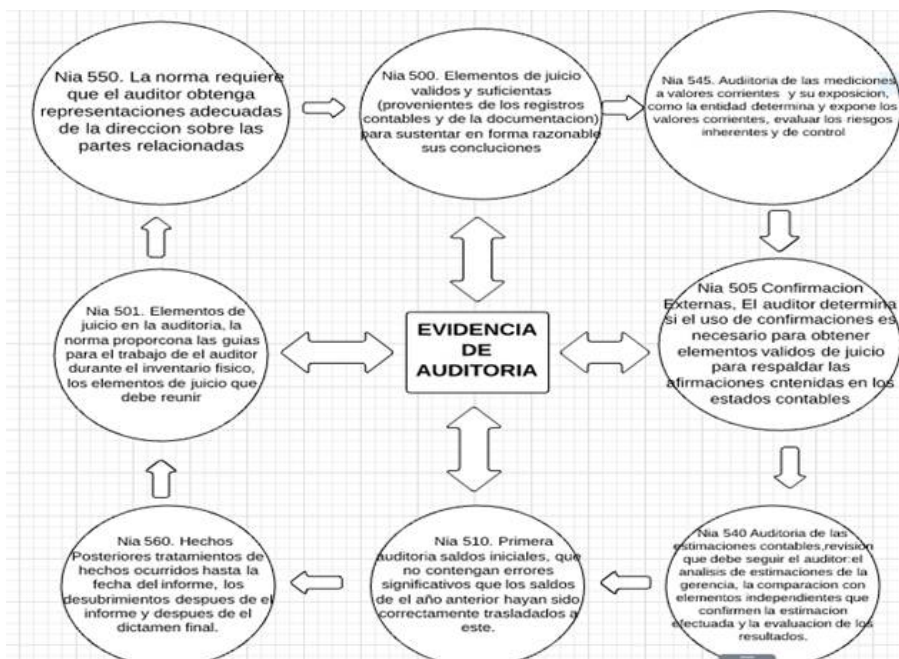 Nia 550. La norma requiere
que el auditor obtenga
representaciones adecuadas
de la direccion sobre las
partes relacionadas
Nia 500. Elementos de juicio
validos y suficientas
(provenientes de los registros
contables y de la documentacion)
para sustentar en forma razonable
sus concluciones
Nia 545. Audiitoria de las mediciones
a valores corrientes y su exposicion,
como la entidad determina y expone los
valores corrientes, evaluar los riesgos
inherentes y de control
Nia 501. Elementos de
juicio en la auditoria, la
norma proporcona las guias
para el trabajo de el auditor
durante el inventario fisico,
los elementos de juicio que
debe reunir
EVIDENCIA
DE
AUDITORIA
Nia 505 Confirmacion
Externas, El auditor determina
si el uso de confirmaciones es
necesario para obtener
elementos validos de juicio
para respaldar las
afirmaciones cntenidas en los
estados contables
Nia 560. Hechos
Posteriores tratamientos de
hechos ocurridos hasta la
fecha del informe, los
desubrimientos despues de el
informe y despues de el
dictamen final.
Nia 510. Primera
auditoria saldos iniciales, que
no contengan errores
significativos que los saldos
de el año anterior hayan sido
correctamente trasladados a
este.
Nia 540 Auditoria de las
estimaciones contables,revision
que debe seguir el auditor:el
analisis de estimaciones de la
gerencia, la comparacion con
elementos independientes que
confirmen la estimacion
efectuada y la evaluacion de los
resultados.